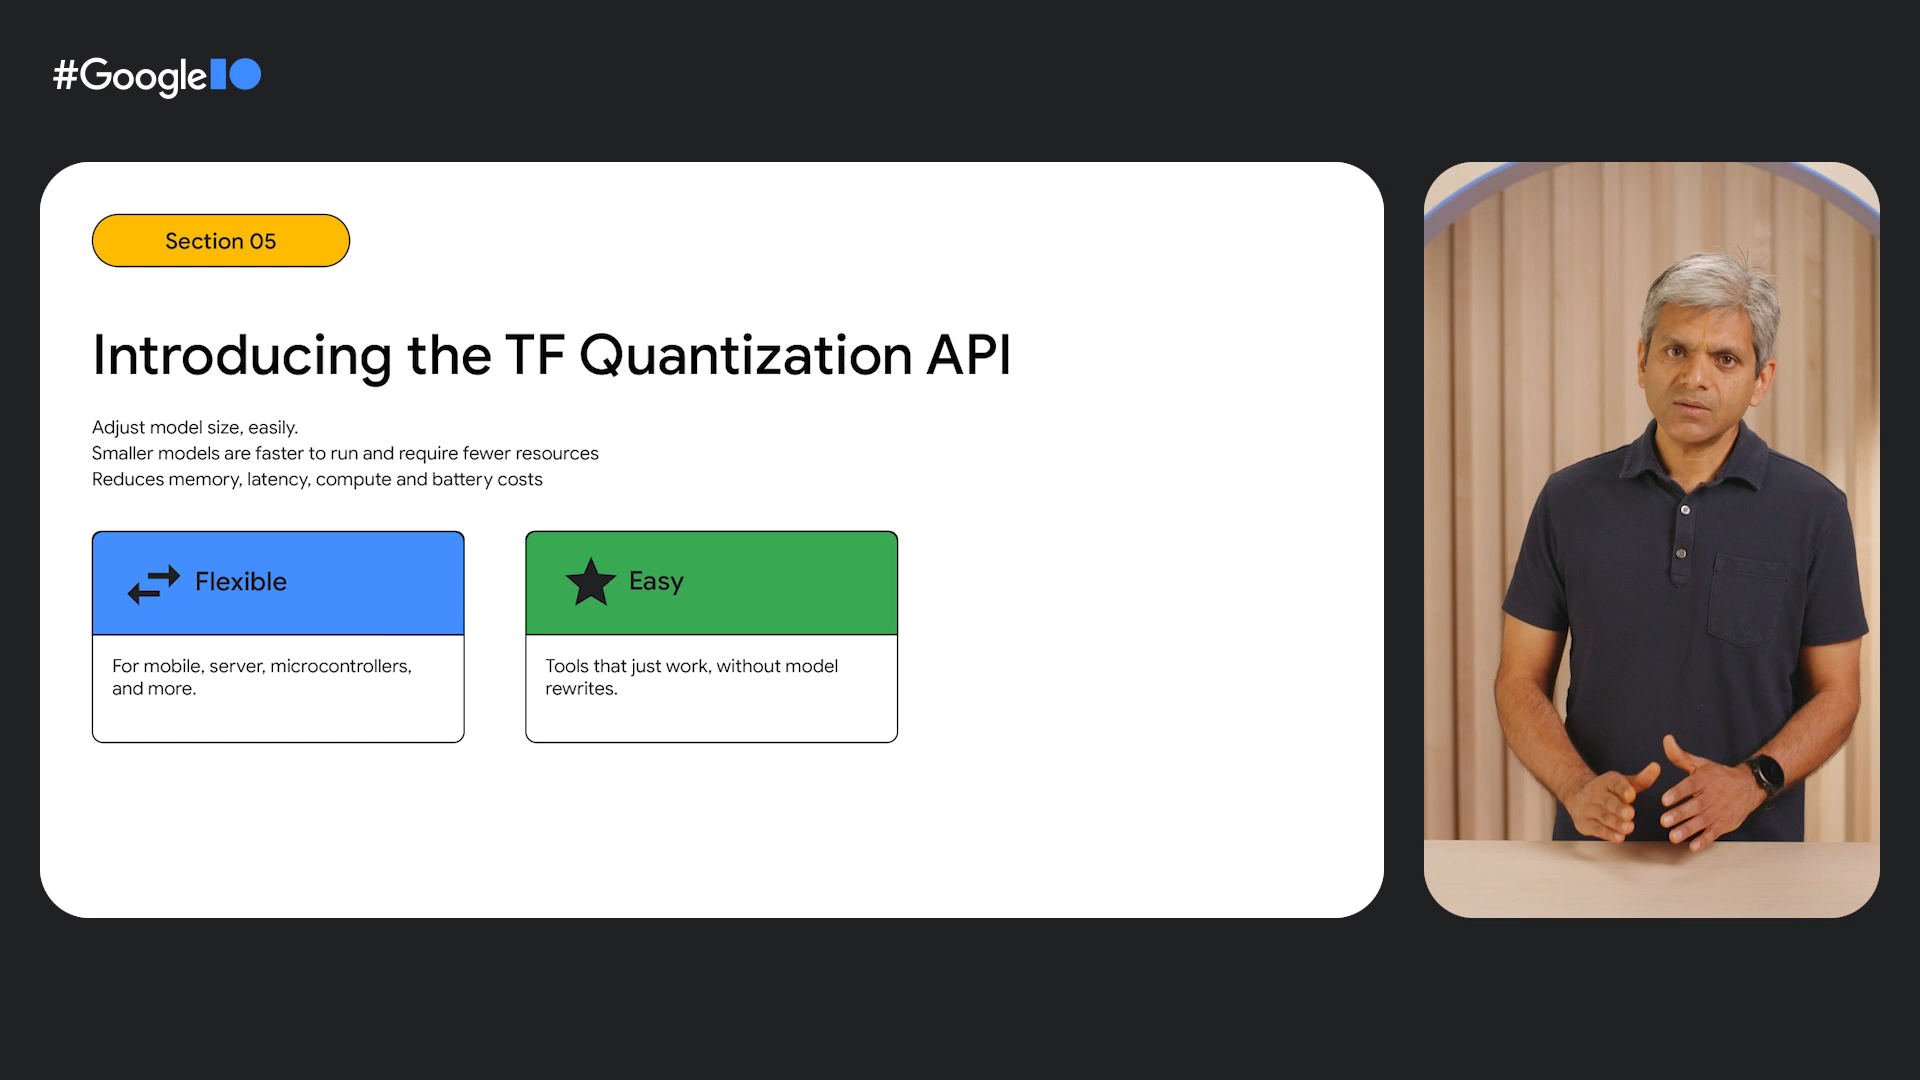 #GoogleIO
Section 05
Introducing the TF Quantization API
Adjust model size, easily.
Smaller models are faster to run and require fewer resources
Reduces memory, latency, compute and battery costs
Flexible
For mobile, server, microcontrollers,
and more.
Easy
Tools that just work, without model
rewrites.